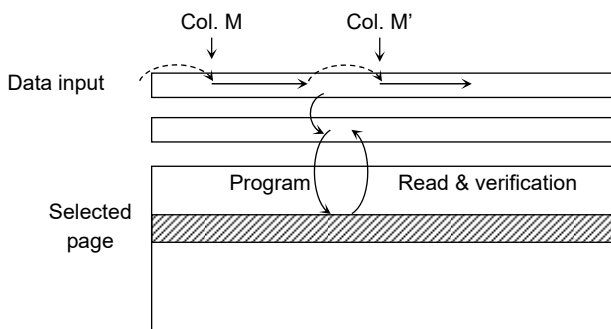 Col. M Col. M’
Data input
Program Read & verification
Selected
page